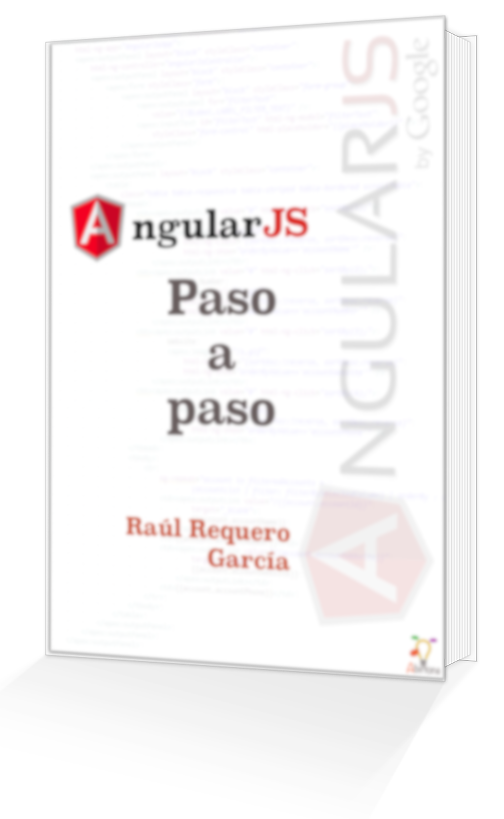 AngularJS
Paso
a
paso
Raúl Requero
García
ANGULARJS
by Google